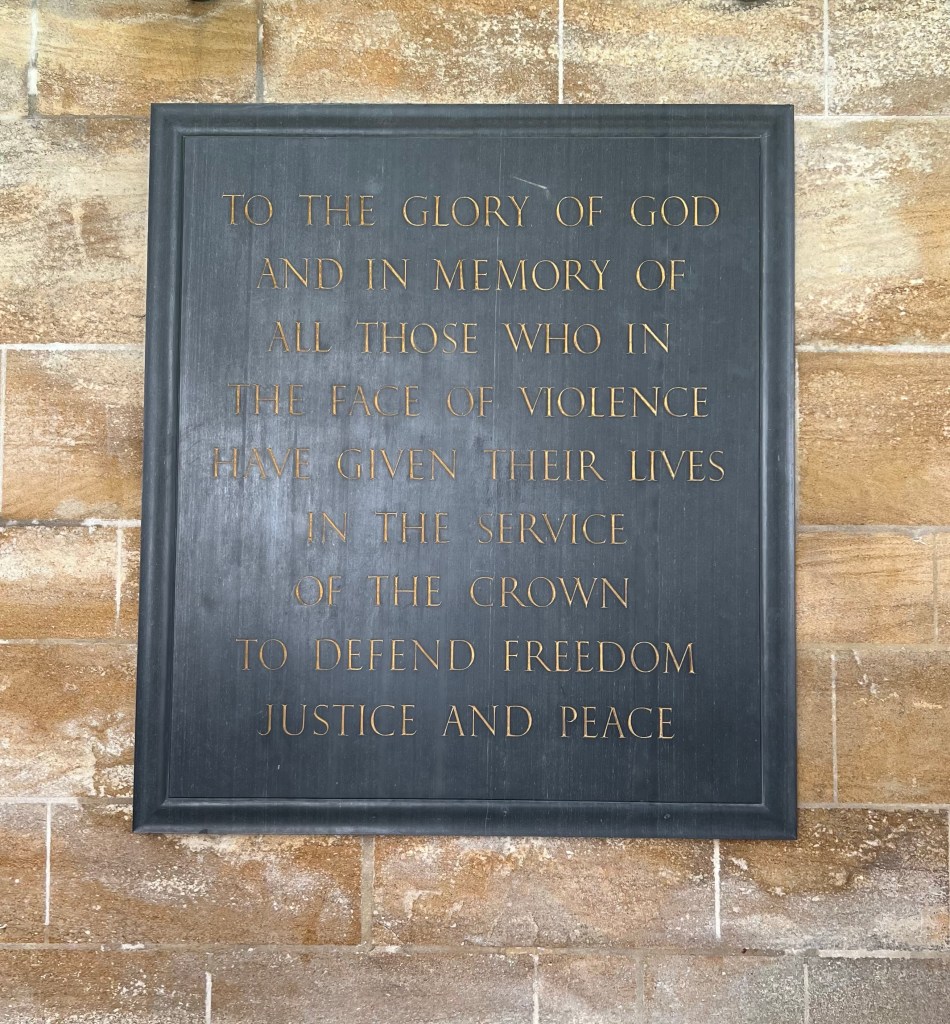 TO THE GLORY OF GOD
AND IN MEMORY OF
ALL THOSE WHO IN
THE FACE OF VIOLENCE
HAVE GIVEN THEIR LIVES
IN THE SERVICE
OF THE CROWN
TO DEFEND FREEDOM
JUSTICE AND PEACE